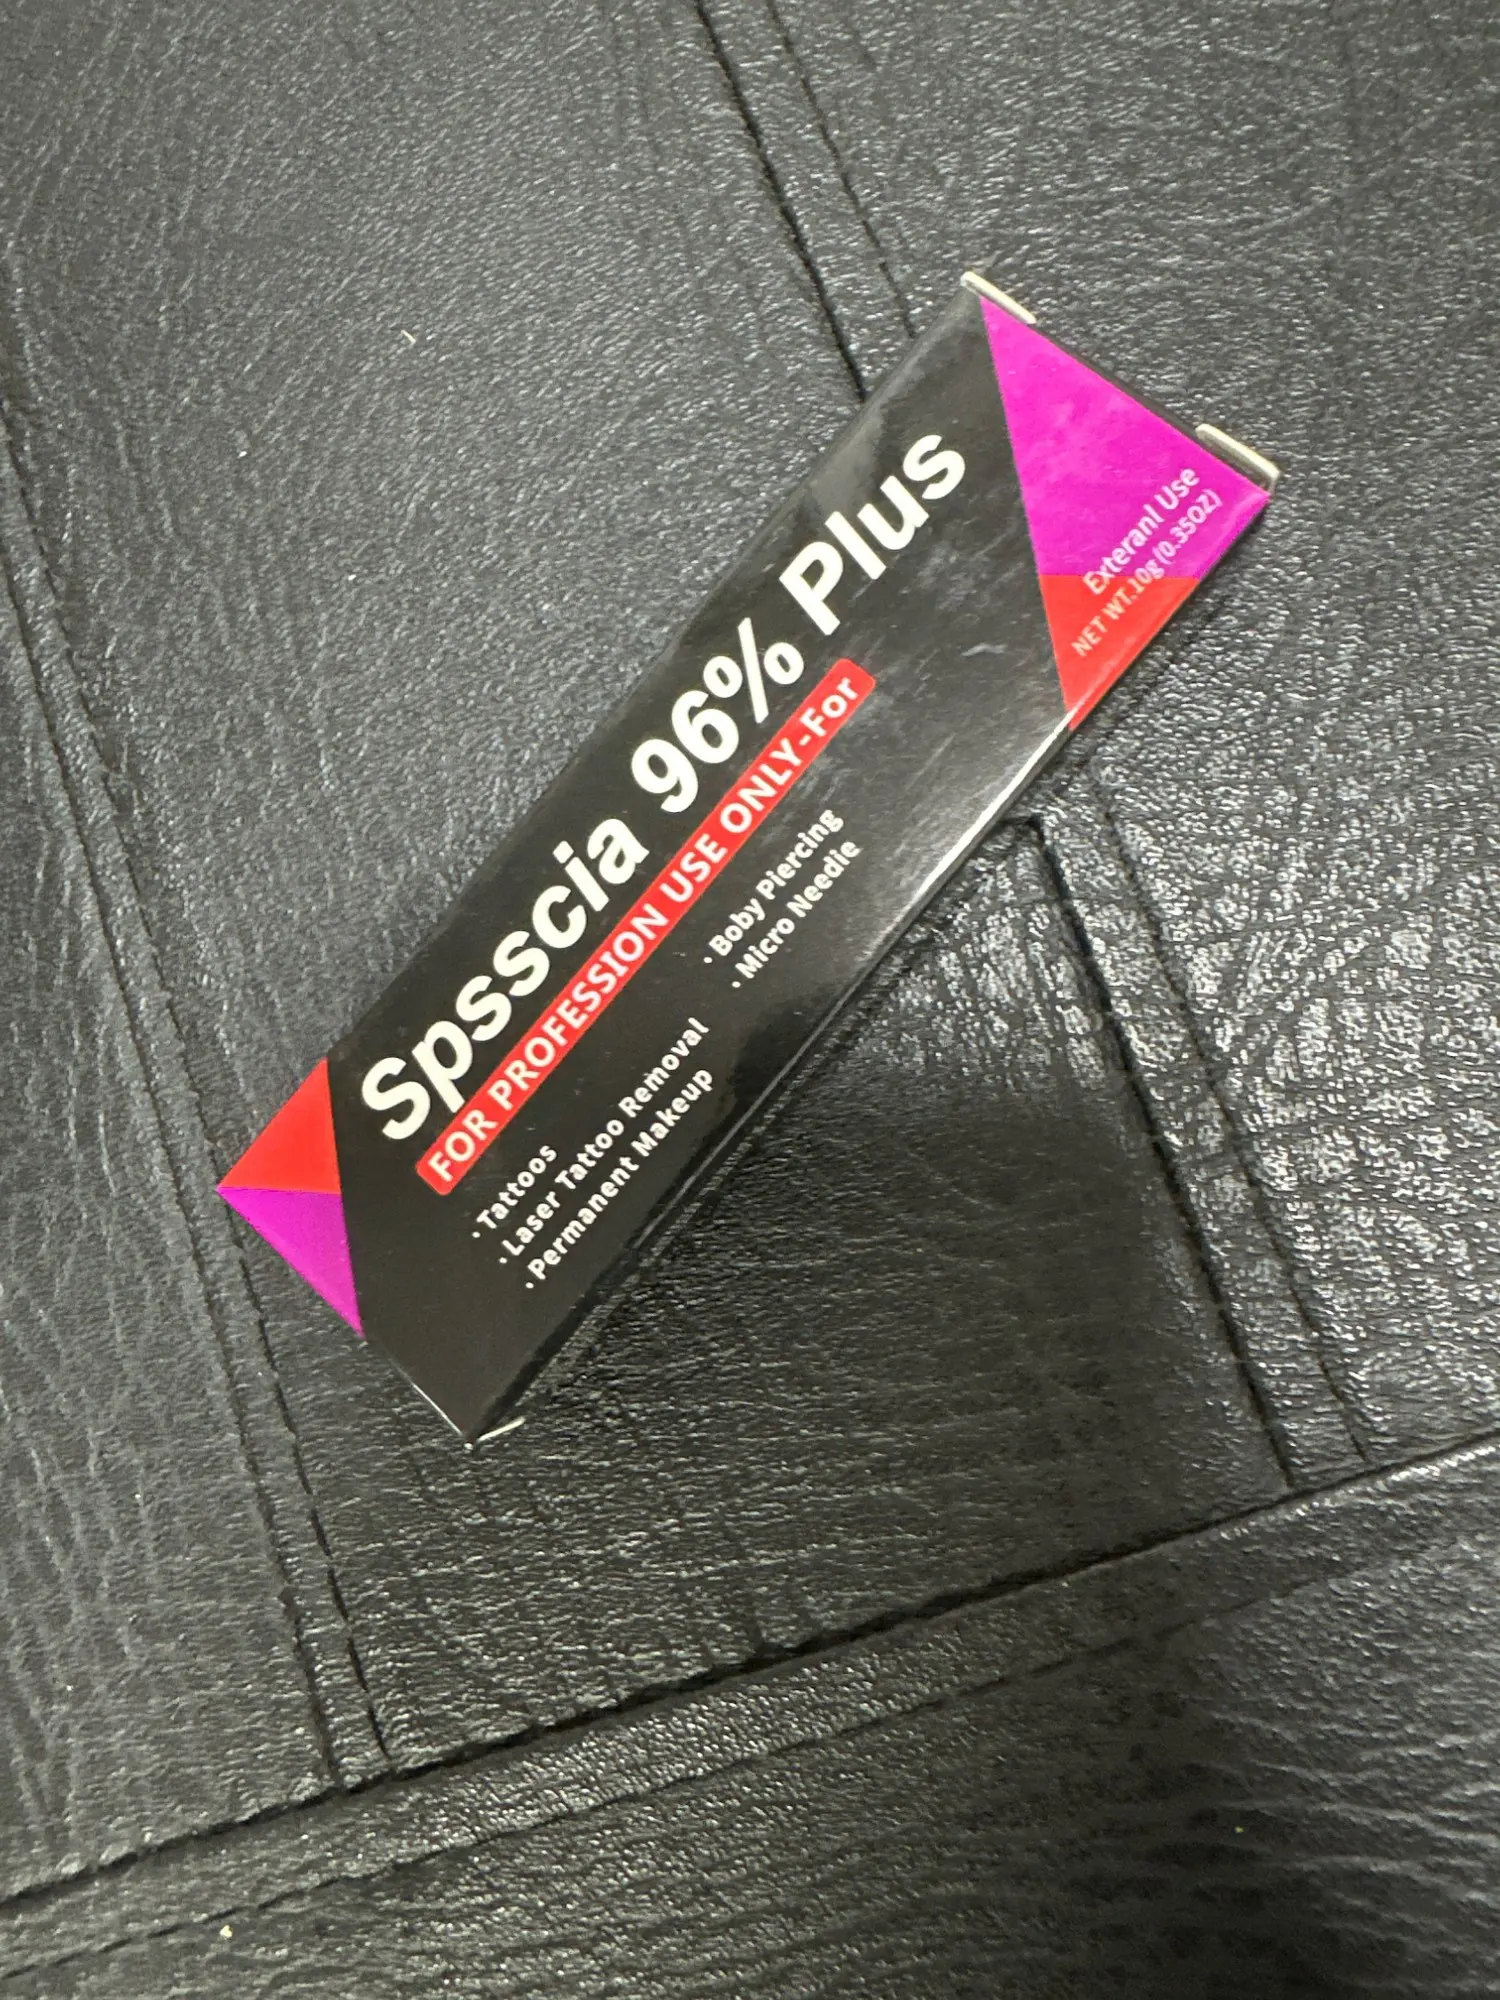 Spsscia 96% Plus
FOR PROFESSION USE ONLY-For
· Tattoos
· Laser Tattoo Removal
· Permanent Makeup
· Boby Piercing
· Micro Needle
Exteranl Use
NET WT.10g (0.35OZ)